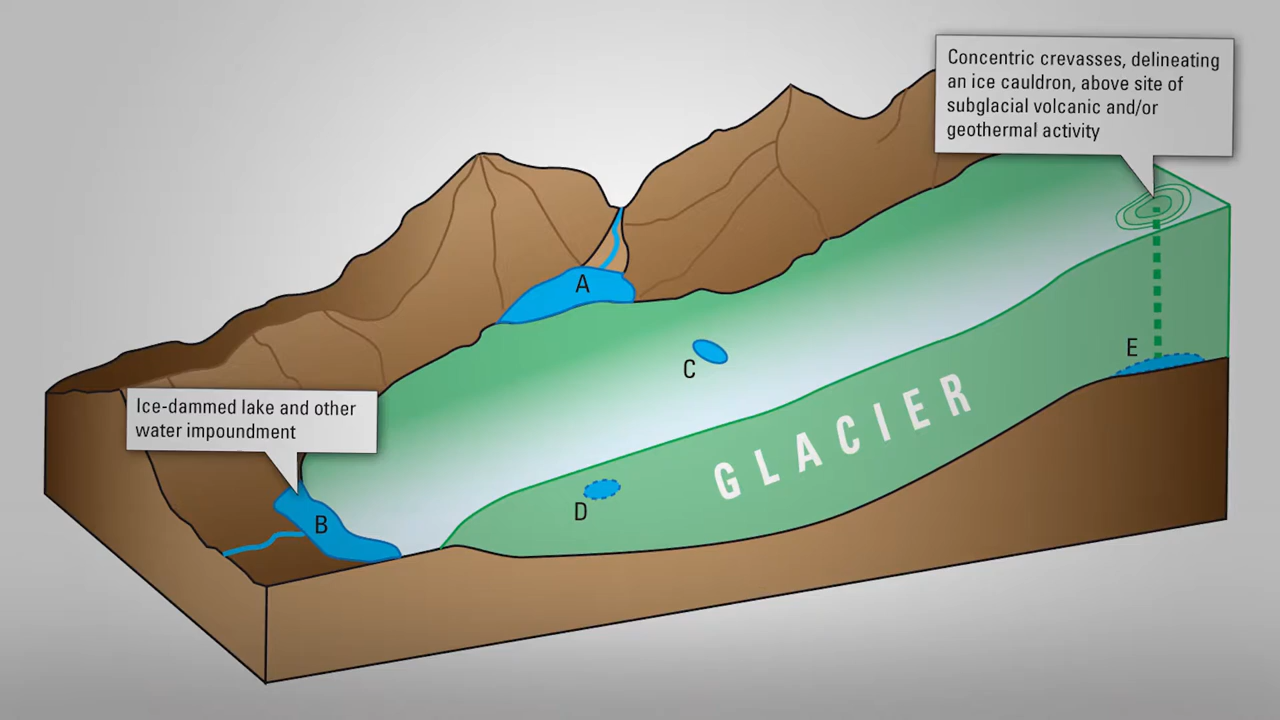 Concentric crevasses, delineating
an ice cauldron, above site of
subglacial volcanic and/or
geothermal activity
A
C
E
GLACIER
Ice-dammed lake and other
water impoundment
B
D